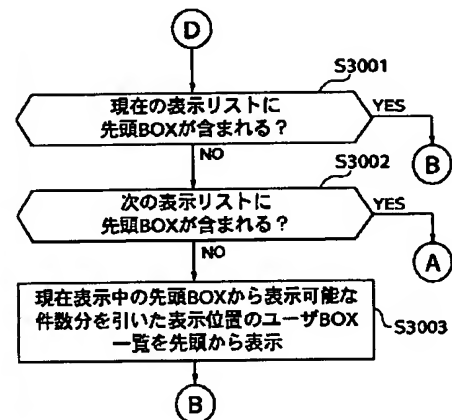 D
S3001
現在の表示リストに
先頭BOXが含まれる？
YES
B
NO
S3002
次の表示リストに
先頭BOXが含まれる？
YES
A
NO
現在表示中の先頭BOXから表示可能な
件数分を引いた表示位置のユーザBOX
一覧を先頭から表示
S3003
B